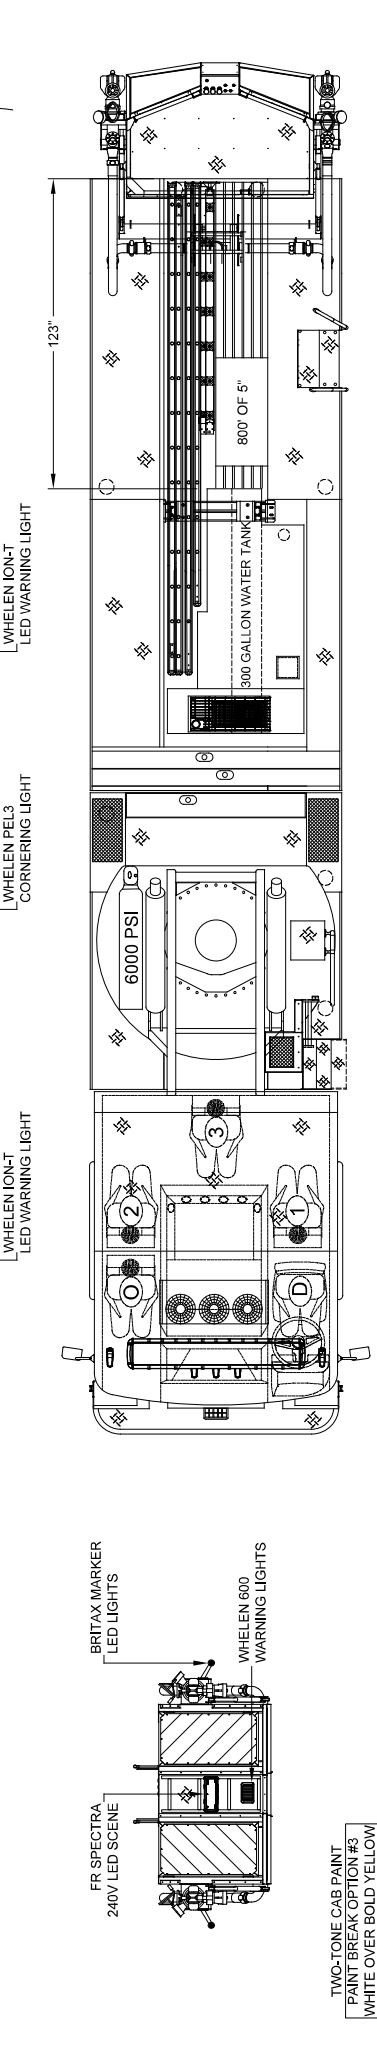 123"
800' OF 5"
300 GALLON WATER TANK
WHELEN ION-T
LED WARNING LIGHT
WHELEN PEL3
CORNERING LIGHT
6000 PSI
WHELEN ION-T
LED WARNING LIGHT
3
2
1
O
D
BRITAX MARKER
LED LIGHTS
WHELEN 600
WARNING LIGHTS
FR SPECTRA
240V LED SCENE
TWO-TONE CAB PAINT
PAINT BREAK OPTION #3
WHITE OVER BOLD YELLOW